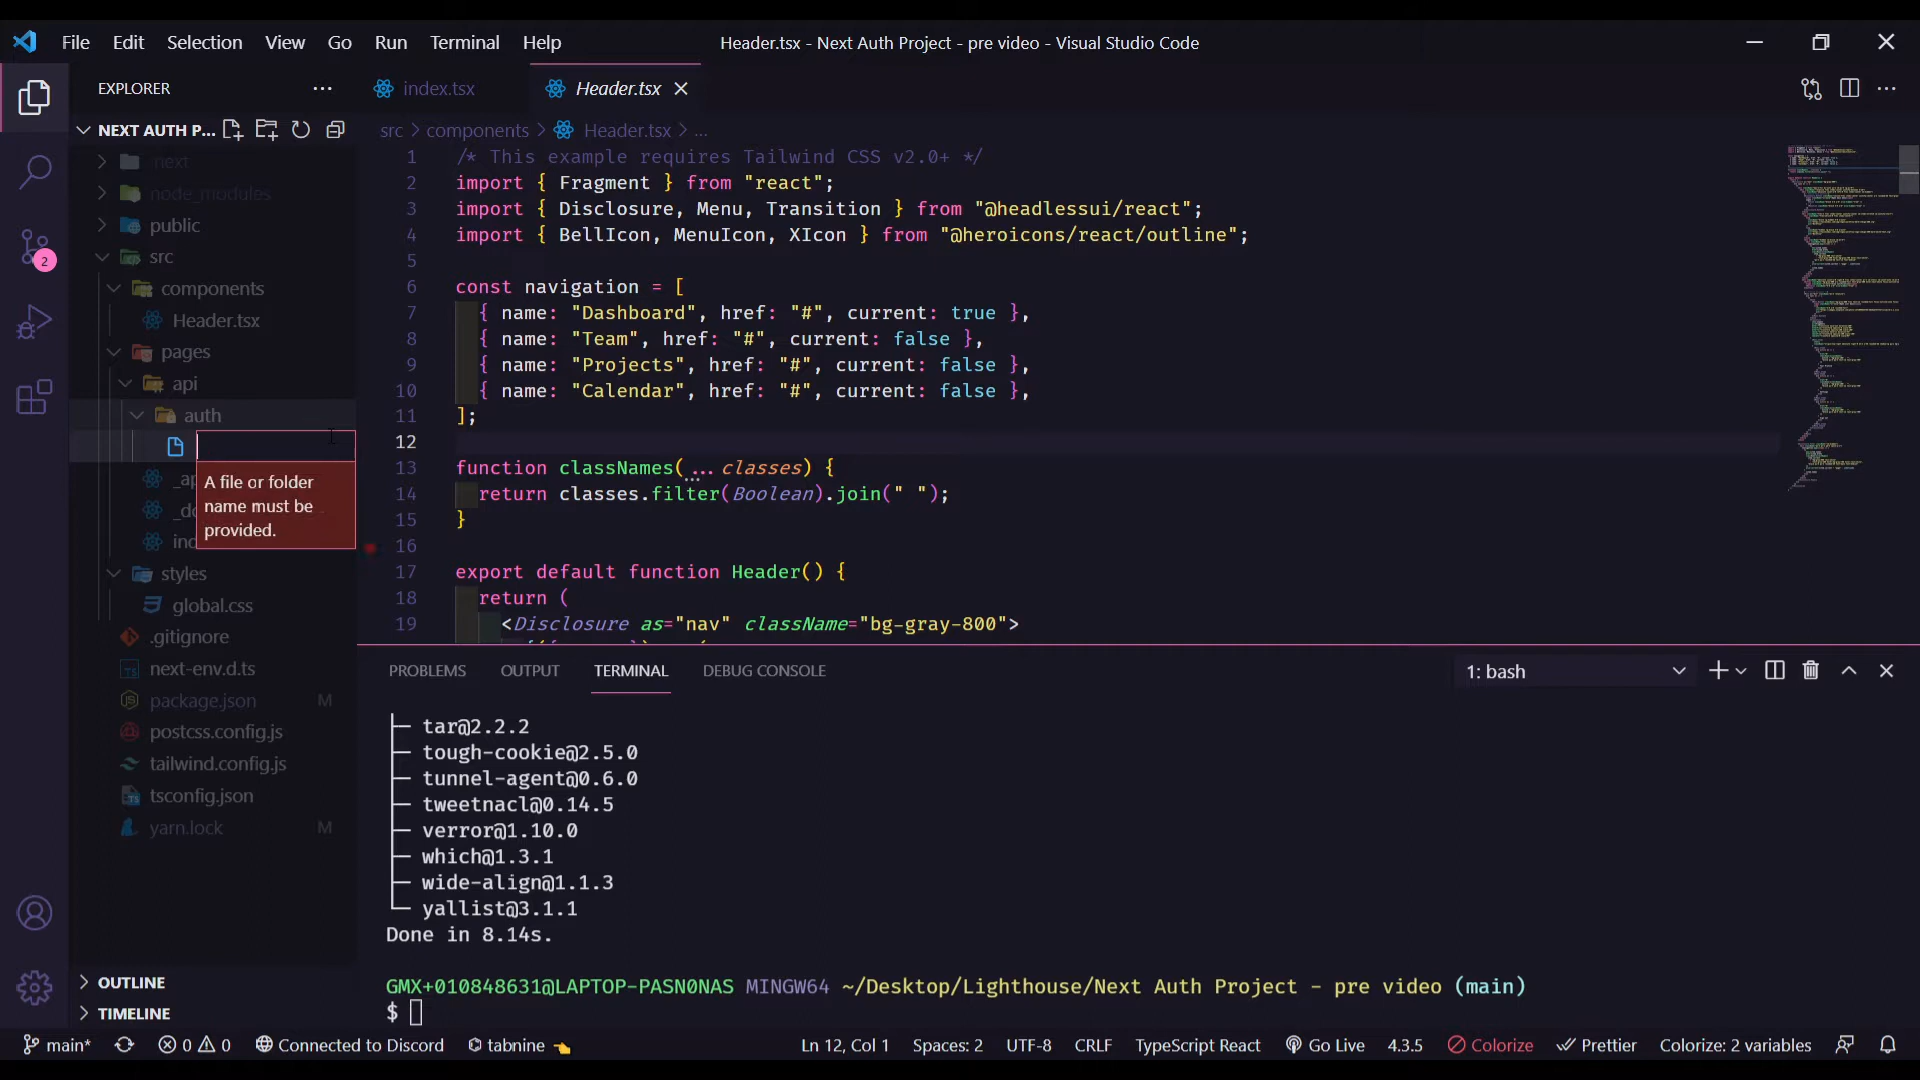 File Edit Selection View Go Run Terminal Help
Header.tsx - Next Auth Project - pre video - Visual Studio Code
EXPLORER
index.tsx
Header.tsx
NEXT AUTH P...
src > components > Header.tsx > ...
.next
node_modules
public
src
components
Header.tsx
pages
api
auth
A file or folder
name must be
provided.
_a
_d
in
styles
global.css
.gitignore
next-env.d.ts
package.json M
postcss.config.js
tailwind.config.js
tsconfig.json
yarn.lock M
OUTLINE
TIMELINE
2
1 /* This example requires Tailwind CSS v2.0+ */
2 import { Fragment } from "react";
3 import { Disclosure, Menu, Transition } from "@headlessui/react";
4 import { BellIcon, MenuIcon, XIcon } from "@heroicons/react/outline";
5
6 const navigation = [
7 { name: "Dashboard", href: "#", current: true },
8 { name: "Team", href: "#", current: false },
9 { name: "Projects", href: "#", current: false },
10 { name: "Calendar", href: "#", current: false },
11 ];
12
13 function classNames(...classes) {
14 return classes.filter(Boolean).join(" ");
15 }
16
17 export default function Header() {
18 return (
19 <Disclosure as="nav" className="bg-gray-800">
PROBLEMS OUTPUT TERMINAL DEBUG CONSOLE
1: bash
├─ tar@2.2.2
├─ tough-cookie@2.5.0
├─ tunnel-agent@0.6.0
├─ tweetnacl@0.14.5
├─ verror@1.10.0
├─ which@1.3.1
├─ wide-align@1.1.3
└─ yallist@3.1.1
Done in 8.14s.
GMX+010848631@LAPTOP-PASN0NAS MINGW64 ~/Desktop/Lighthouse/Next Auth Project - pre video (main)
$
main* 0 0 Connected to Discord tabnine Ln 12, Col 1 Spaces: 2 UTF-8 CRLF TypeScript React Go Live 4.3.5 Colorize Prettier Colorize: 2 variables